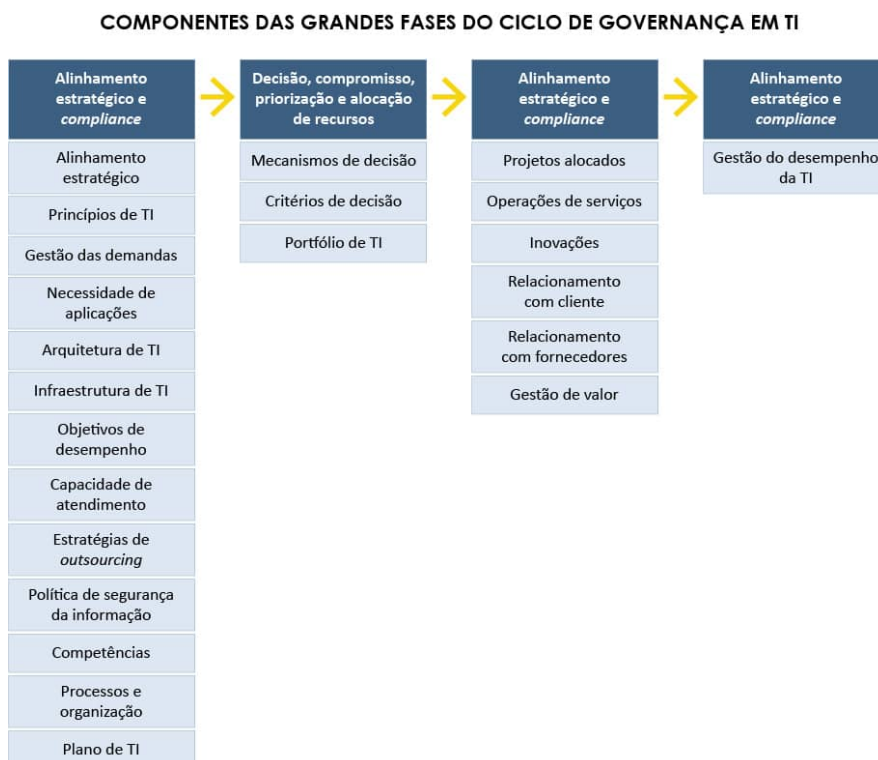 COMPONENTES DAS GRANDES FASES DO CICLO DE GOVERNANÇA EM TI
Alinhamento
estratégico e
compliance
Alinhamento
estratégico
Princípios de TI
Gestão das demandas
Necessidade de
aplicações
Arquitetura de TI
Infraestrutura de TI
Objetivos de
desempenho
Capacidade de
atendimento
Estratégias de
outsourcing
Política de segurança
da informação
Competências
Processos e
organização
Plano de TI
Decisão, compromisso,
priorização e alocação
de recursos
Mecanismos de decisão
Critérios de decisão
Portfólio de TI
Alinhamento
estratégico e
compliance
Projetos alocados
Operações de serviços
Inovações
Relacionamento
com cliente
Relacionamento
com fornecedores
Gestão de valor
Alinhamento
estratégico e
compliance
Gestão do desempenho
da TI